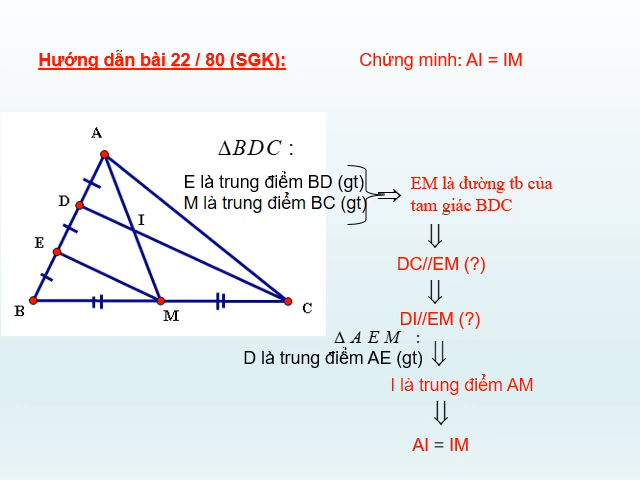 Hướng dẫn bài 22 / 80 (SGK):
Chứng minh: AI = IM
A
D
E
B
I
M
C
ΔBDC :
E là trung điểm BD (gt)
M là trung điểm BC (gt)
⇒
EM là đường tb của
tam giác BDC
⇓
DC//EM (?)
⇓
DI//EM (?)
Δ A E M :
D là trung điểm AE (gt)
⇓
I là trung điểm AM
⇓
AI = IM